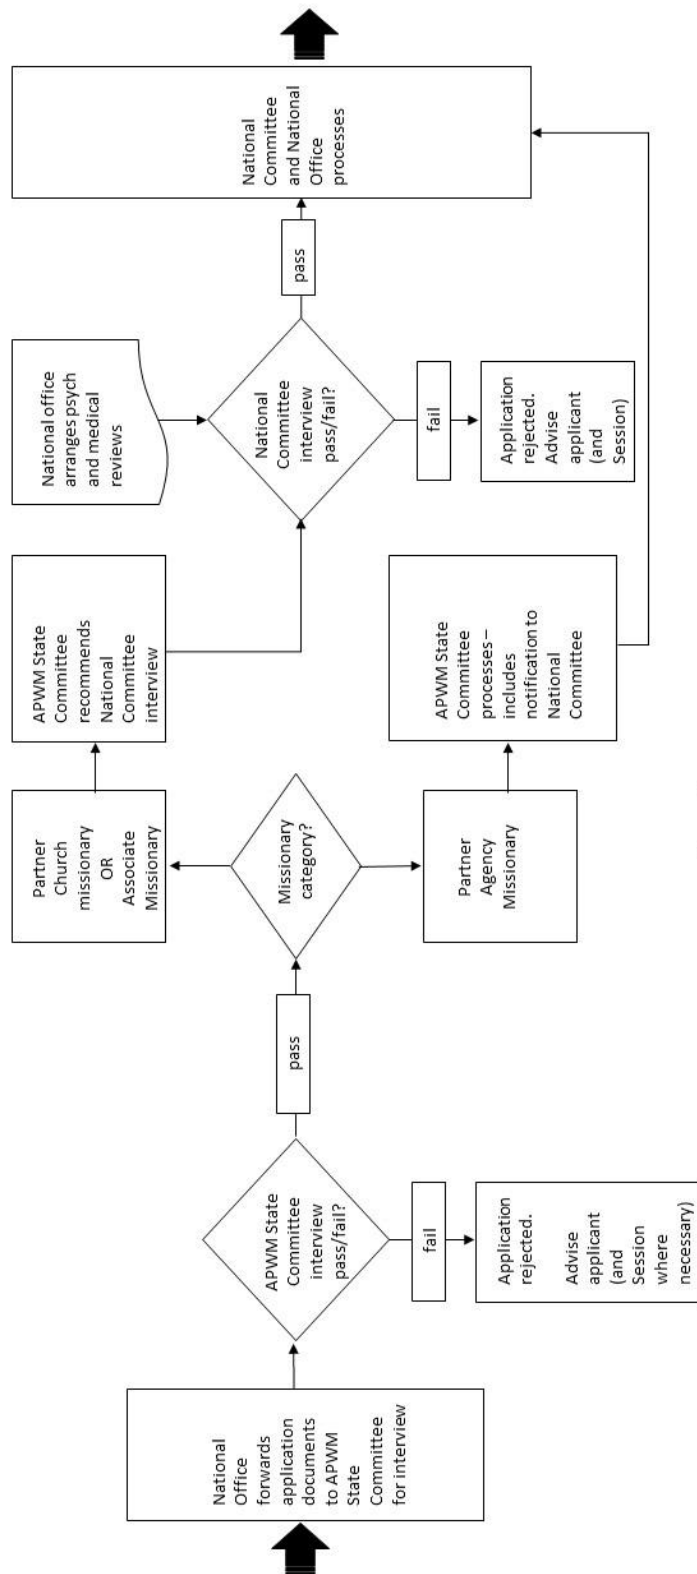 National
Office
forwards
application
documents
to APWM
State
Committee
for interview
APWM State
Committee
interview
pass/fail?
fail
Application
rejected.
Advise
applicant
(and
Session
where
necessary)
pass
Missionary
category?
Partner
Church
missionary
OR
Associate
Missionary
APWM State
Committee
recommends
National
Committee
interview
Partner
Agency
Missionary
APWM State
Committee
processes –
includes
notification to
National
Committee
National office
arranges psych
and medical
reviews
National
Committee
interview
pass/fail?
fail
Application
rejected.
Advise
applicant
(and
Session)
pass
National
Committee
and National
Office
processes